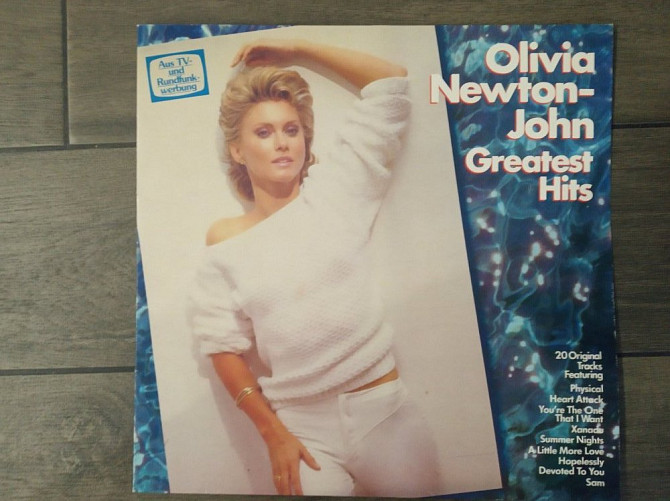 Aus TV-
und
Rundfunk-
werbung
Olivia
Newton-
John
Greatest
Hits
20 Original
Tracks
Featuring
Physical
Heart Attack
You're The One
That I Want
Xanadu
Summer Nights
A Little More Love
Hopelessly
Devoted To You
Sam